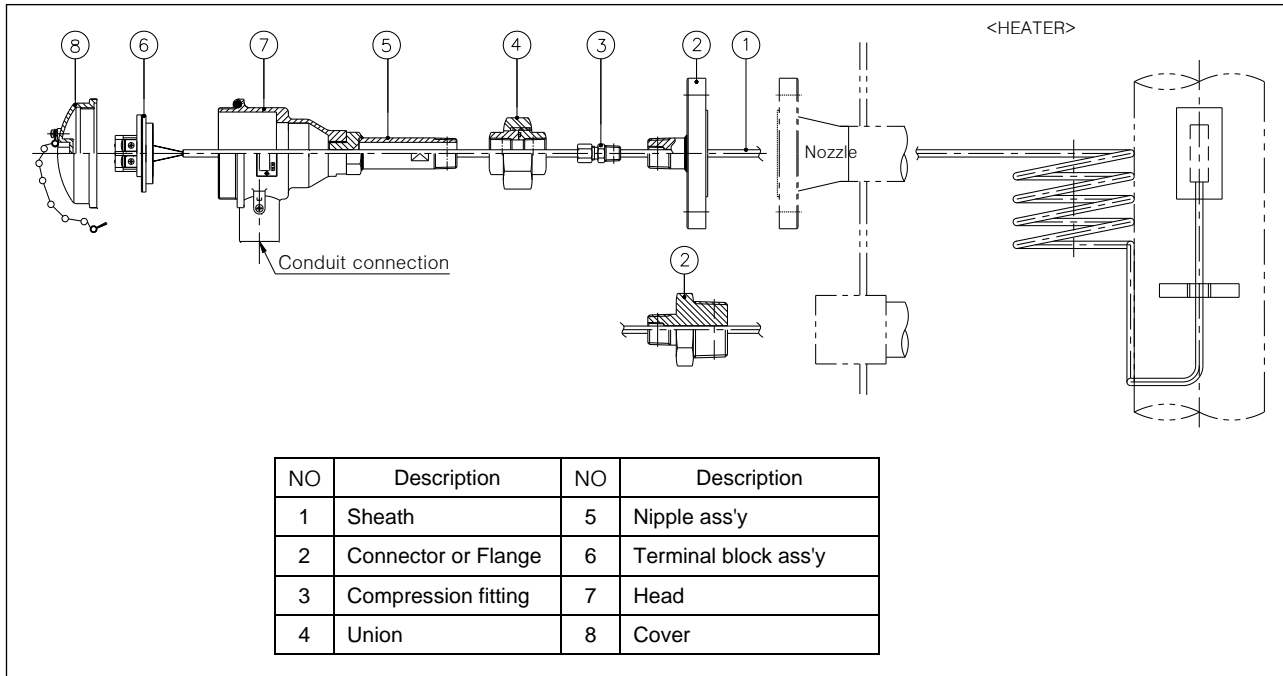 <HEATER>
8 6 7 5 4 3 2 1
Nozzle
Conduit connection
2
NO Description NO Description
1 Sheath 5 Nipple ass'y
2 Connector or Flange 6 Terminal block ass'y
3 Compression fitting 7 Head
4 Union 8 Cover